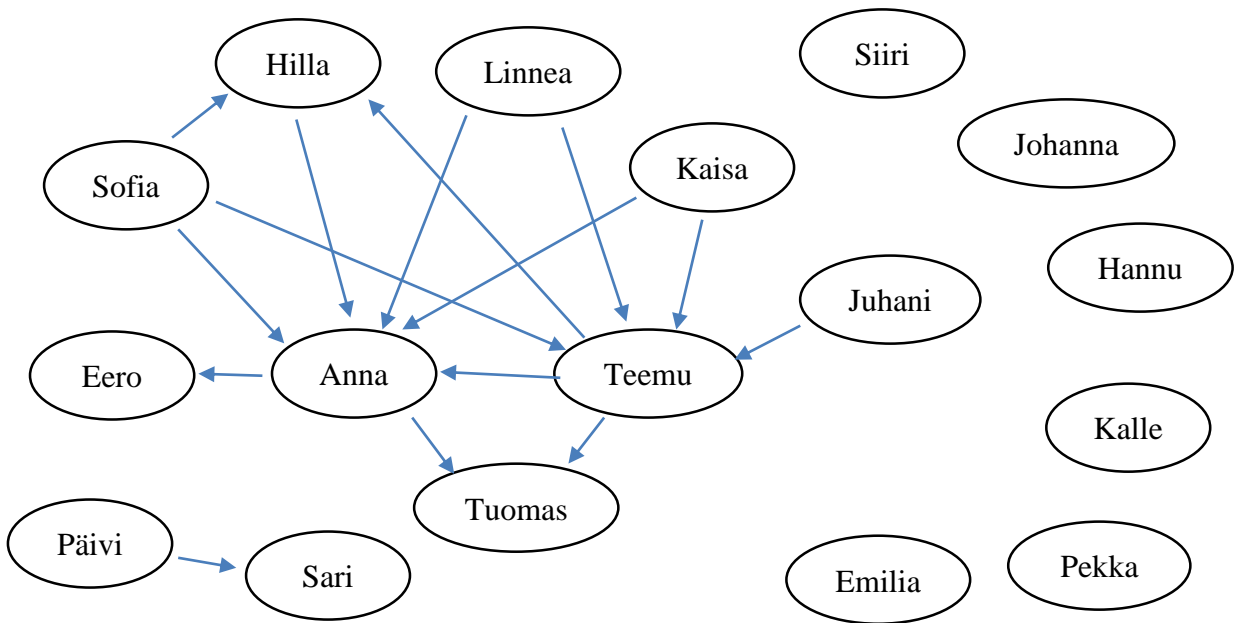 Siiri
Hilla
Linnea
Johanna
Kaisa
Sofia
Hannu
Juhani
Eero
Anna
Teemu
Kalle
Tuomas
Päivi
Sari
Emilia
Pekka